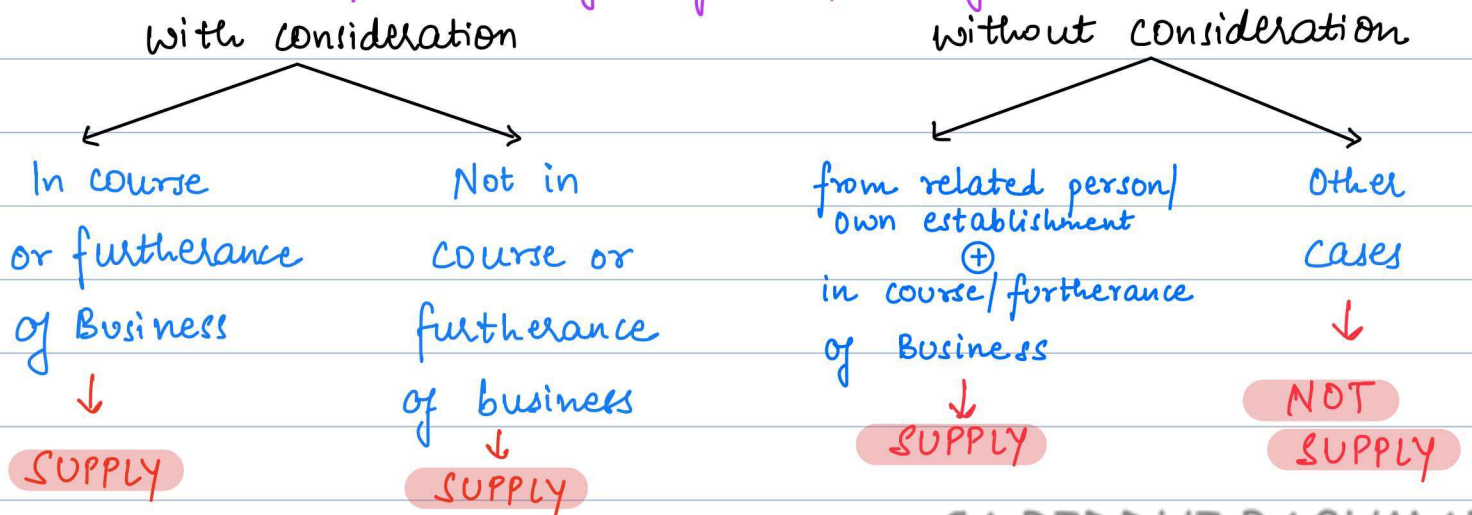 with consideration
without consideration
In course
or furtherance
of Business
↓
SUPPLY
Not in
course or
furtherance
of business
↓
SUPPLY
from related person/
own establishment
⊕
in course/furtherance
of Business
↓
SUPPLY
Other
cases
↓
NOT
SUPPLY